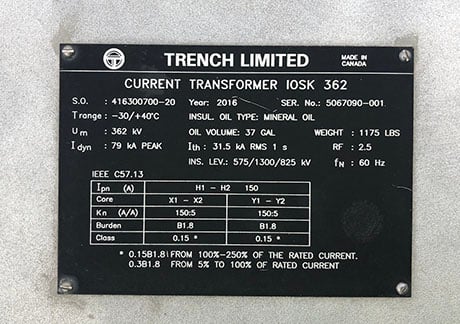 TRENCH LIMITED
MADE IN CANADA
CURRENT TRANSFORMER IOSK 362
S.O. : 416300700-20 Year: 2016 SER. No.: 5067090-001
T range : -30/+40°C INSUL. OIL TYPE: MINERAL OIL
Um : 362 kV OIL VOLUME: 37 GAL WEIGHT : 1175 LBS
I dyn : 79 kA PEAK Ith : 31.5 kA RMS 1 s RF : 2.5
INS. LEV.: 575/1300/825 kV fN : 60 Hz
IEEE C57.13
Ipn (A) H1 - H2 150
Core X1 - X2 Y1 - Y2
Kn (A/A) 150:5 150:5
Burden B1.8 B1.8
Class 0.15 * 0.15 *
* 0.15B1.8 FROM 100%-250% OF THE RATED CURRENT.
0.3B1.8 FROM 5% TO 100% OF RATED CURRENT